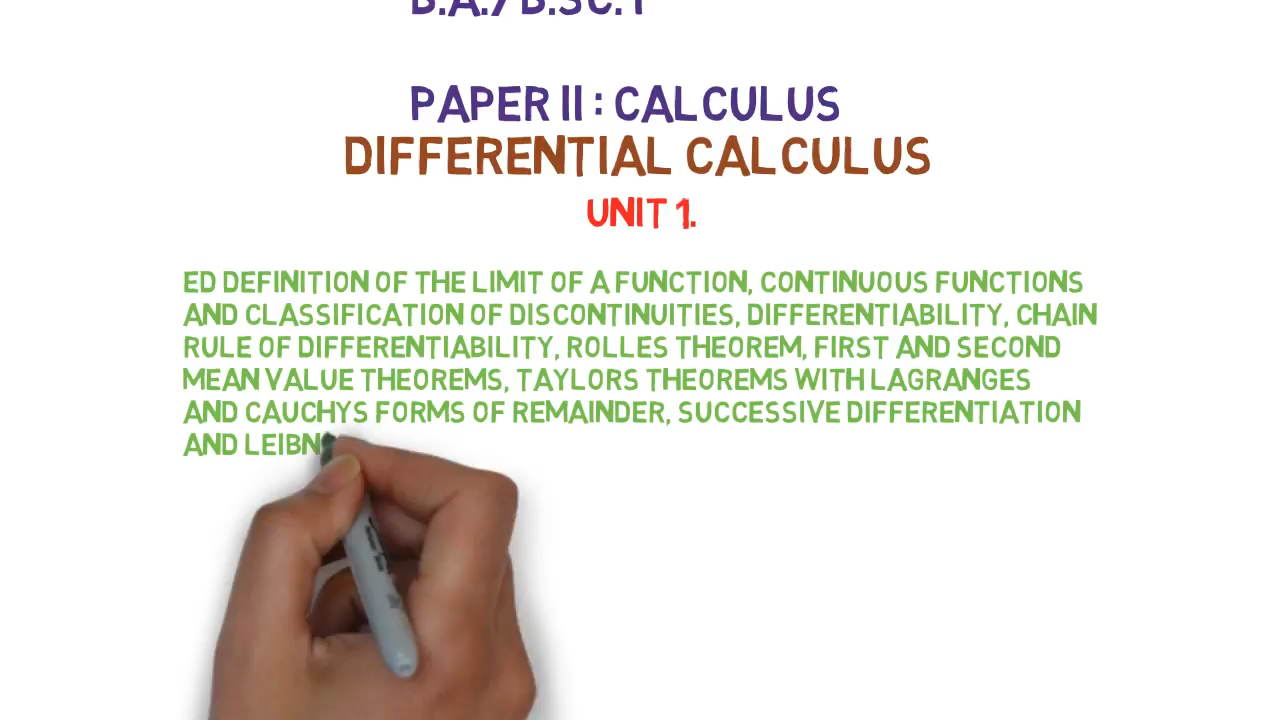 B.A./B.SC. I
PAPER II : CALCULUS
DIFFERENTIAL CALCULUS
UNIT 1.
ED DEFINITION OF THE LIMIT OF A FUNCTION, CONTINUOUS FUNCTIONS
AND CLASSIFICATION OF DISCONTINUITIES, DIFFERENTIABILITY, CHAIN
RULE OF DIFFERENTIABILITY, ROLLES THEOREM, FIRST AND SECOND
MEAN VALUE THEOREMS, TAYLORS THEOREMS WITH LAGRANGES
AND CAUCHYS FORMS OF REMAINDER, SUCCESSIVE DIFFERENTIATION
AND LEIBN